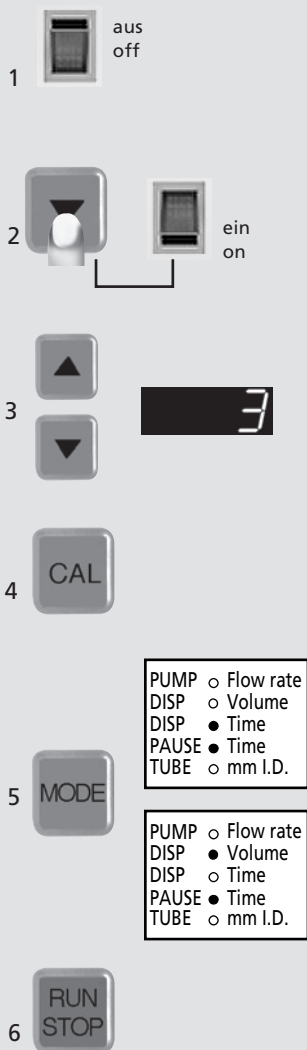 1
aus
off
2
ein
on
3
3
4
CAL
5
MODE
PUMP ○ Flow rate
DISP ○ Volume
DISP ● Time
PAUSE ● Time
TUBE ○ mm I.D.
PUMP ○ Flow rate
DISP ● Volume
DISP ○ Time
PAUSE ● Time
TUBE ○ mm I.D.
6
RUN
STOP